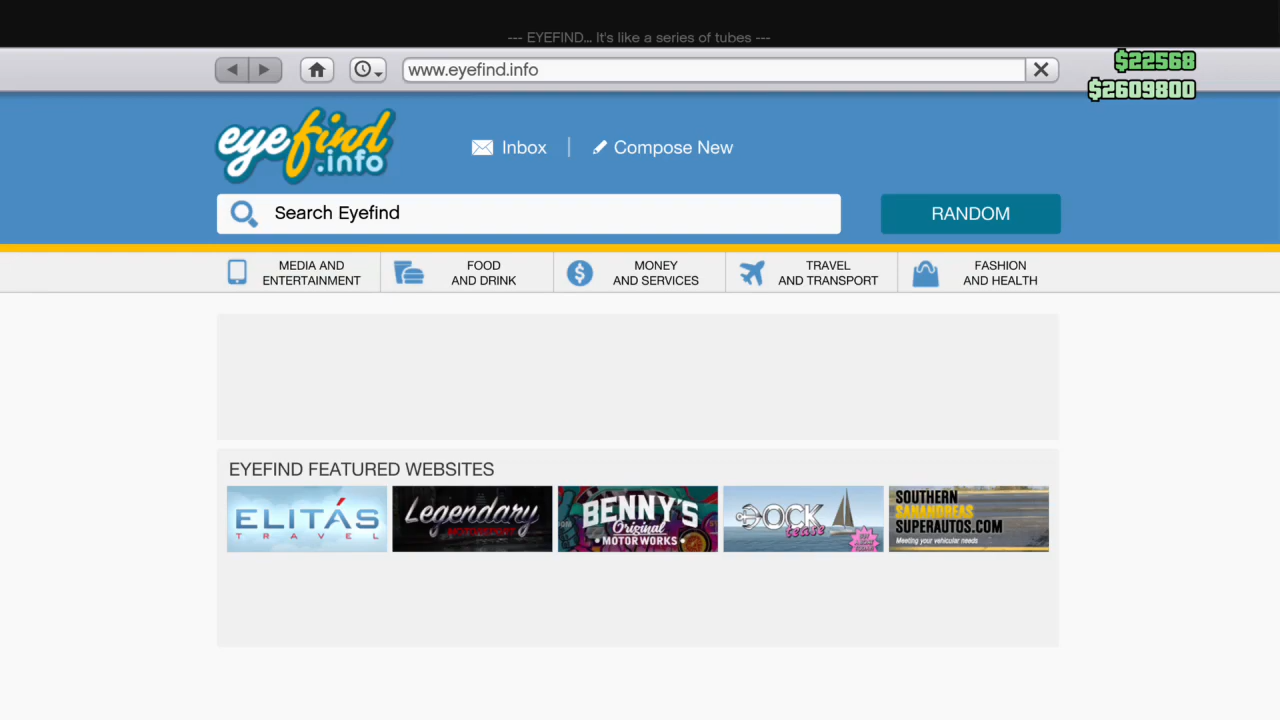 --- EYEFIND... It's like a series of tubes ---
www.eyefind.info
$22568
$2609800
eyefind
.info
Inbox
Compose New
Search Eyefind
RANDOM
MEDIA AND
ENTERTAINMENT
FOOD
AND DRINK
MONEY
AND SERVICES
TRAVEL
AND TRANSPORT
FASHION
AND HEALTH
EYEFIND FEATURED WEBSITES
ELITÁS
TRAVEL
Legendary
MOTORSPORT
BENNY'S
Original
MOTOR WORKS
DOCK
tease
SOUTHERN
SANANDREAS
SUPERAUTOS.COM
Meeting your vehicular needs